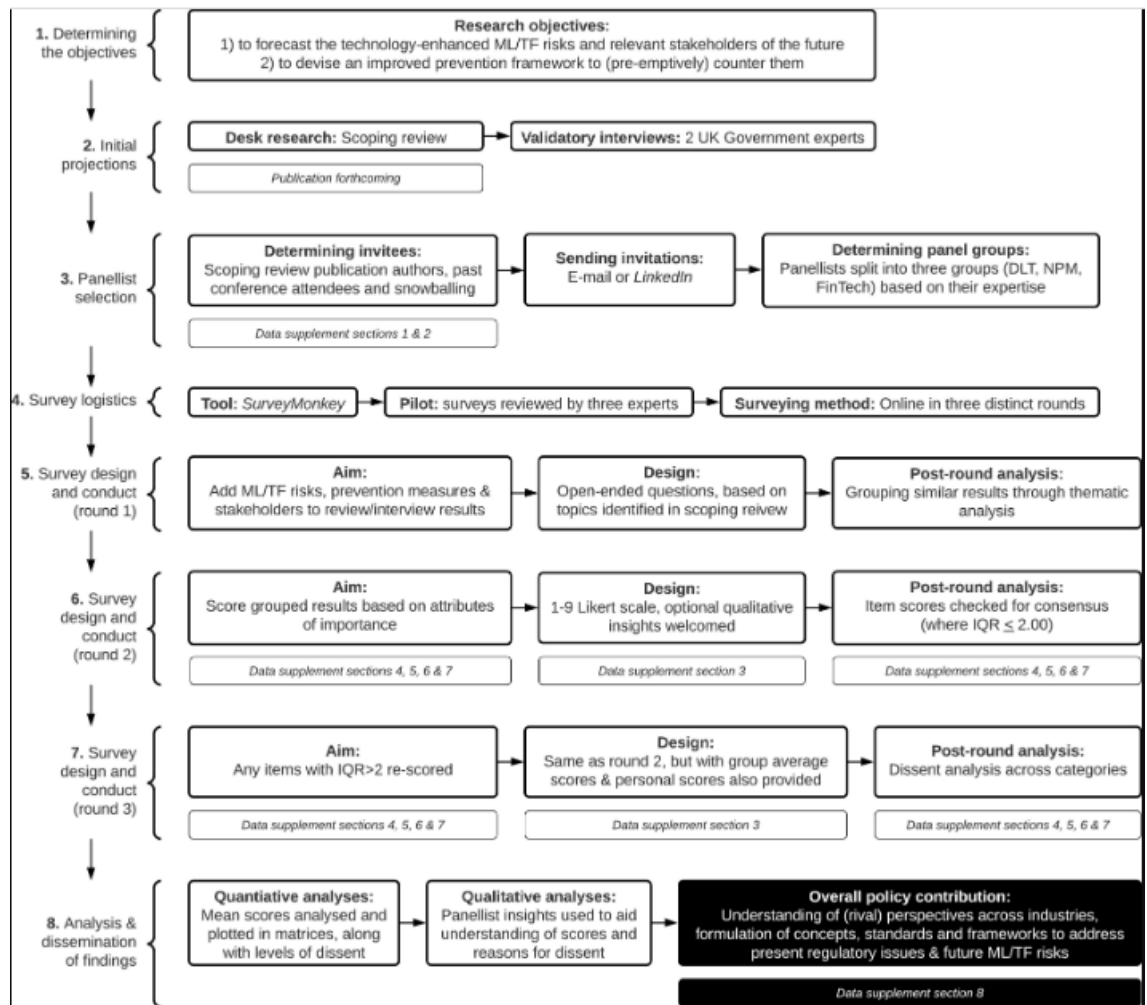 1. Determining
the objectives
Research objectives:
1) to forecast the technology-enhanced ML/TF risks and relevant stakeholders of the future
2) to devise an improved prevention framework to (pre-emptively) counter them
2. Initial
projections
Desk research: Scoping review
Publication forthcoming
Validatory interviews: 2 UK Government experts
3. Panellist
selection
Determining invitees:
Scoping review publication authors, past
conference attendees and snowballing
Data supplement sections 1 & 2
Sending invitations:
E-mail or LinkedIn
Determining panel groups:
Panellists split into three groups (DLT, NPM,
FinTech) based on their expertise
4. Survey logistics
Tool: SurveyMonkey
Pilot: surveys reviewed by three experts
Surveying method: Online in three distinct rounds
5. Survey design
and conduct
(round 1)
Aim:
Add ML/TF risks, prevention measures &
stakeholders to review/interview results
Design:
Open-ended questions, based on
topics identified in scoping reivew
Post-round analysis:
Grouping similar results through thematic
analysis
6. Survey
design and
conduct
(round 2)
Aim:
Score grouped results based on attributes
of importance
Data supplement sections 4, 5, 6 & 7
Design:
1-9 Likert scale, optional qualitative
insights welcomed
Data supplement section 3
Post-round analysis:
Item scores checked for consensus
(where IQR ≤ 2.00)
Data supplement sections 4, 5, 6 & 7
7. Survey
design and
conduct
(round 3)
Aim:
Any items with IQR>2 re-scored
Data supplement sections 4, 5, 6 & 7
Design:
Same as round 2, but with group average
scores & personal scores also provided
Data supplement section 3
Post-round analysis:
Dissent analysis across categories
Data supplement sections 4, 5, 6 & 7
8. Analysis &
dissemination
of findings
Quantiative analyses:
Mean scores analysed and
plotted in matrices, along
with levels of dissent
Qualitative analyses:
Panellist insights used to aid
understanding of scores and
reasons for dissent
Overall policy contribution:
Understanding of (rival) perspectives across industries,
formulation of concepts, standards and frameworks to address
present regulatory issues & future ML/TF risks
Data supplement section 8